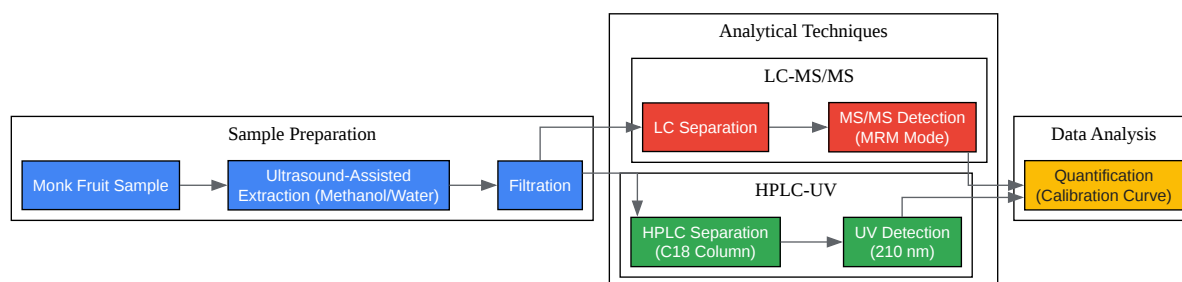 Analytical Techniques
LC-MS/MS
LC Separation
MS/MS Detection
(MRM Mode)
Sample Preparation
Monk Fruit Sample
Ultrasound-Assisted
Extraction (Methanol/Water)
Filtration
HPLC-UV
HPLC Separation
(C18 Column)
UV Detection
(210 nm)
Data Analysis
Quantification
(Calibration Curve)